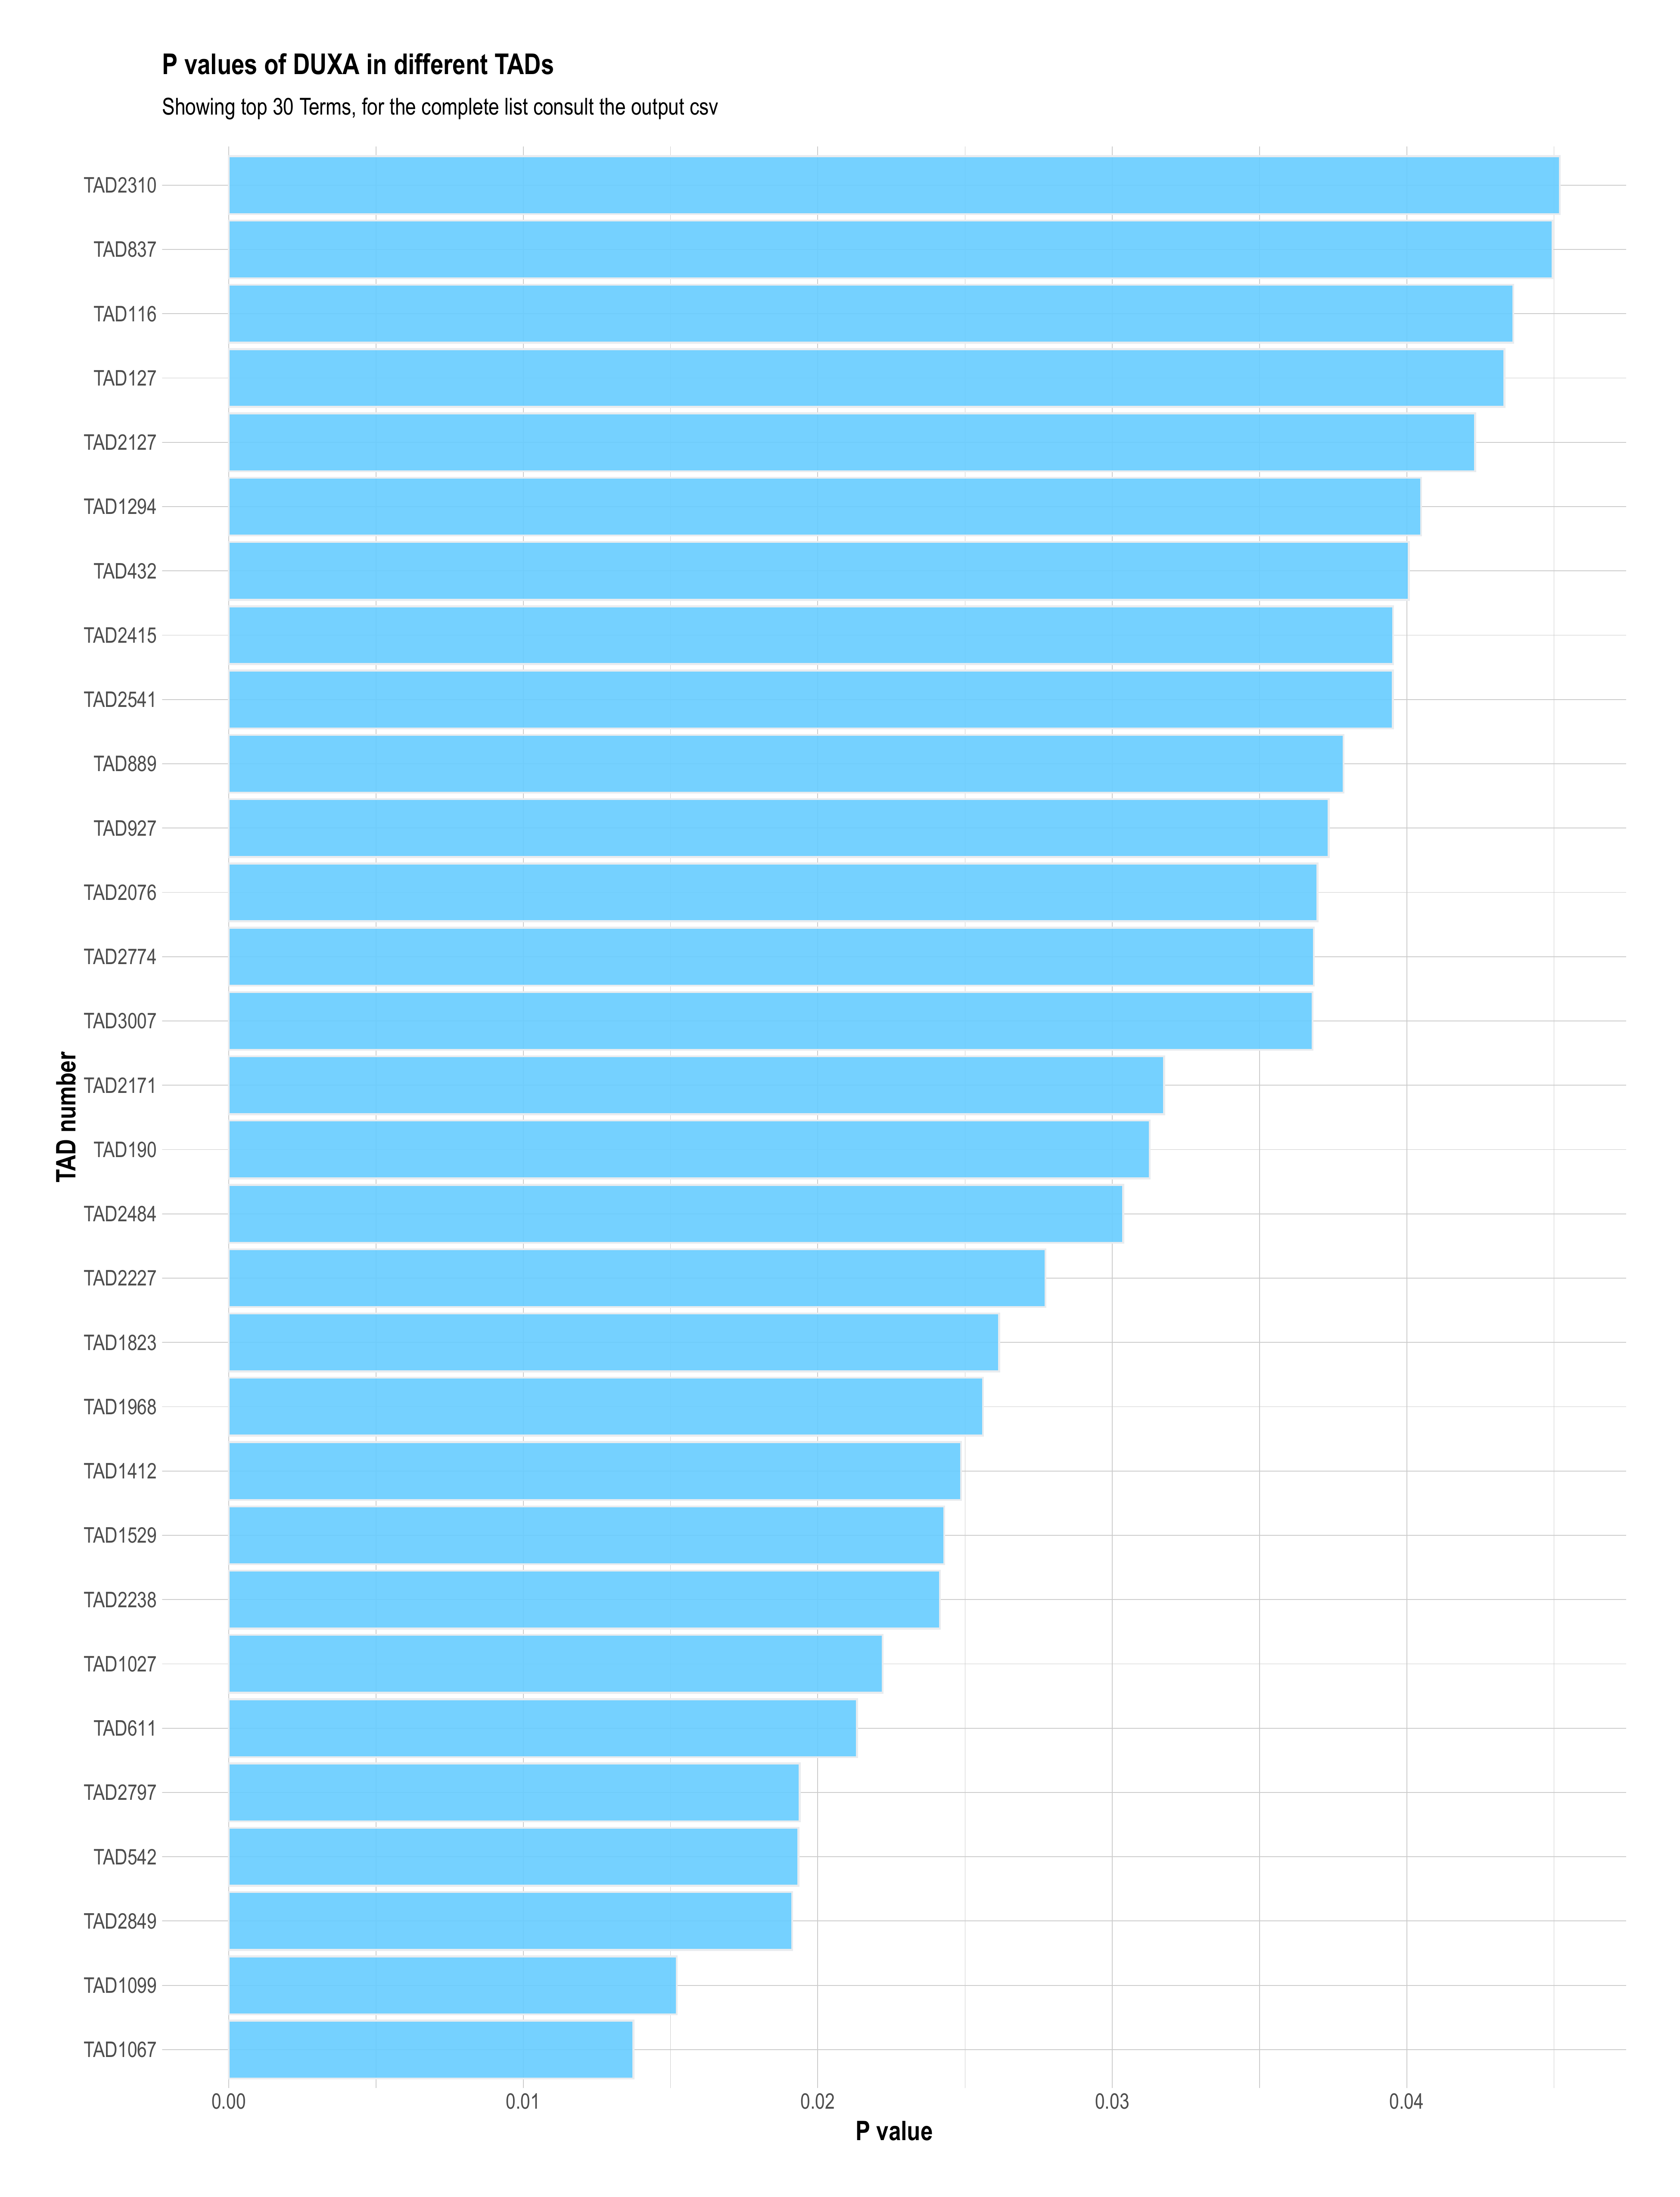 P values of DUXA in different TADs
Showing top 30 Terms, for the complete list consult the output csv
TAD2310
TAD837
TAD116
TAD127
TAD2127
TAD1294
TAD432
TAD2415
TAD2541
TAD889
TAD927
TAD2076
TAD2774
TAD3007
TAD2171
TAD190
TAD2484
TAD2227
TAD1823
TAD1968
TAD1412
TAD1529
TAD2238
TAD1027
TAD611
TAD2797
TAD542
TAD2849
TAD1099
TAD1067
TAD number
0.00 0.01 0.02 0.03 0.04
P value